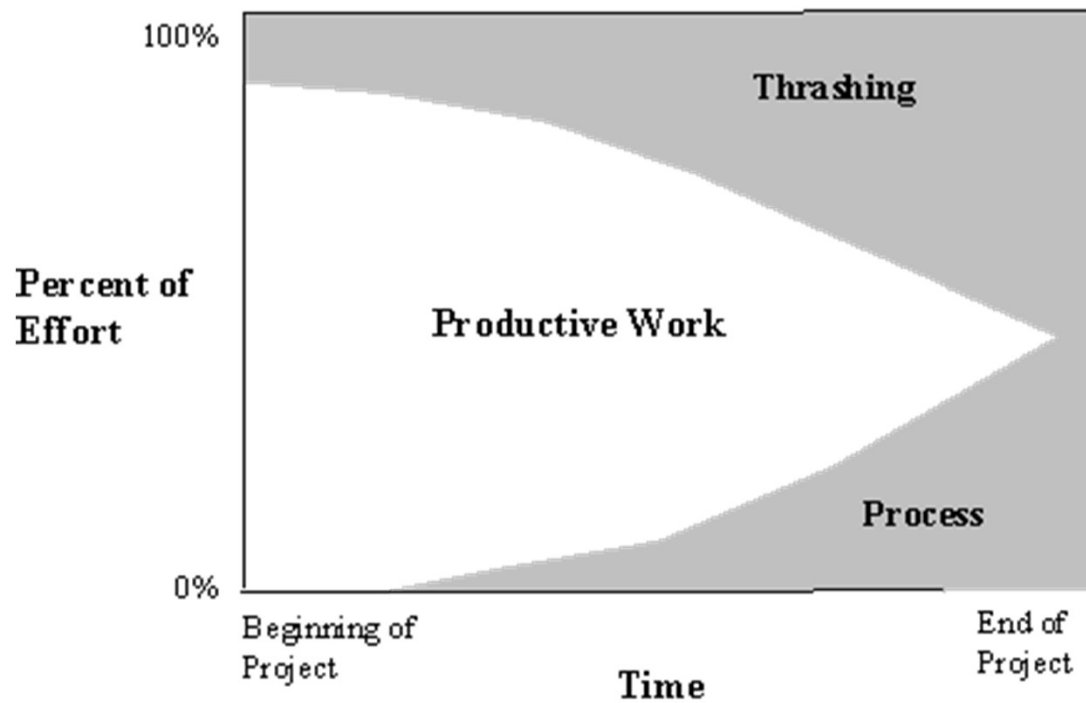 100%
Thrashing
Percent of
Effort
Productive Work
Process
0%
Beginning of
Project
End of
Project
Time